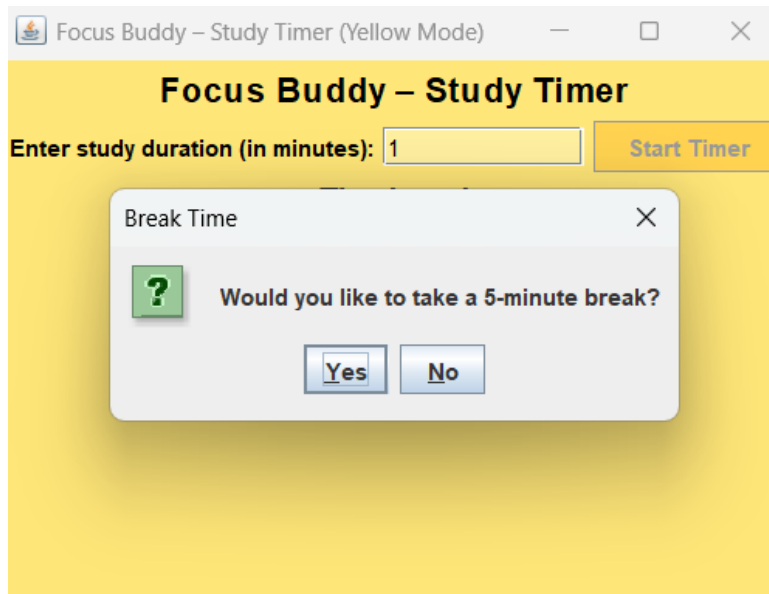 Focus Buddy – Study Timer (Yellow Mode)
Focus Buddy – Study Timer
Enter study duration (in minutes): 1 Start Timer
Break Time
?
Would you like to take a 5-minute break?
Yes No